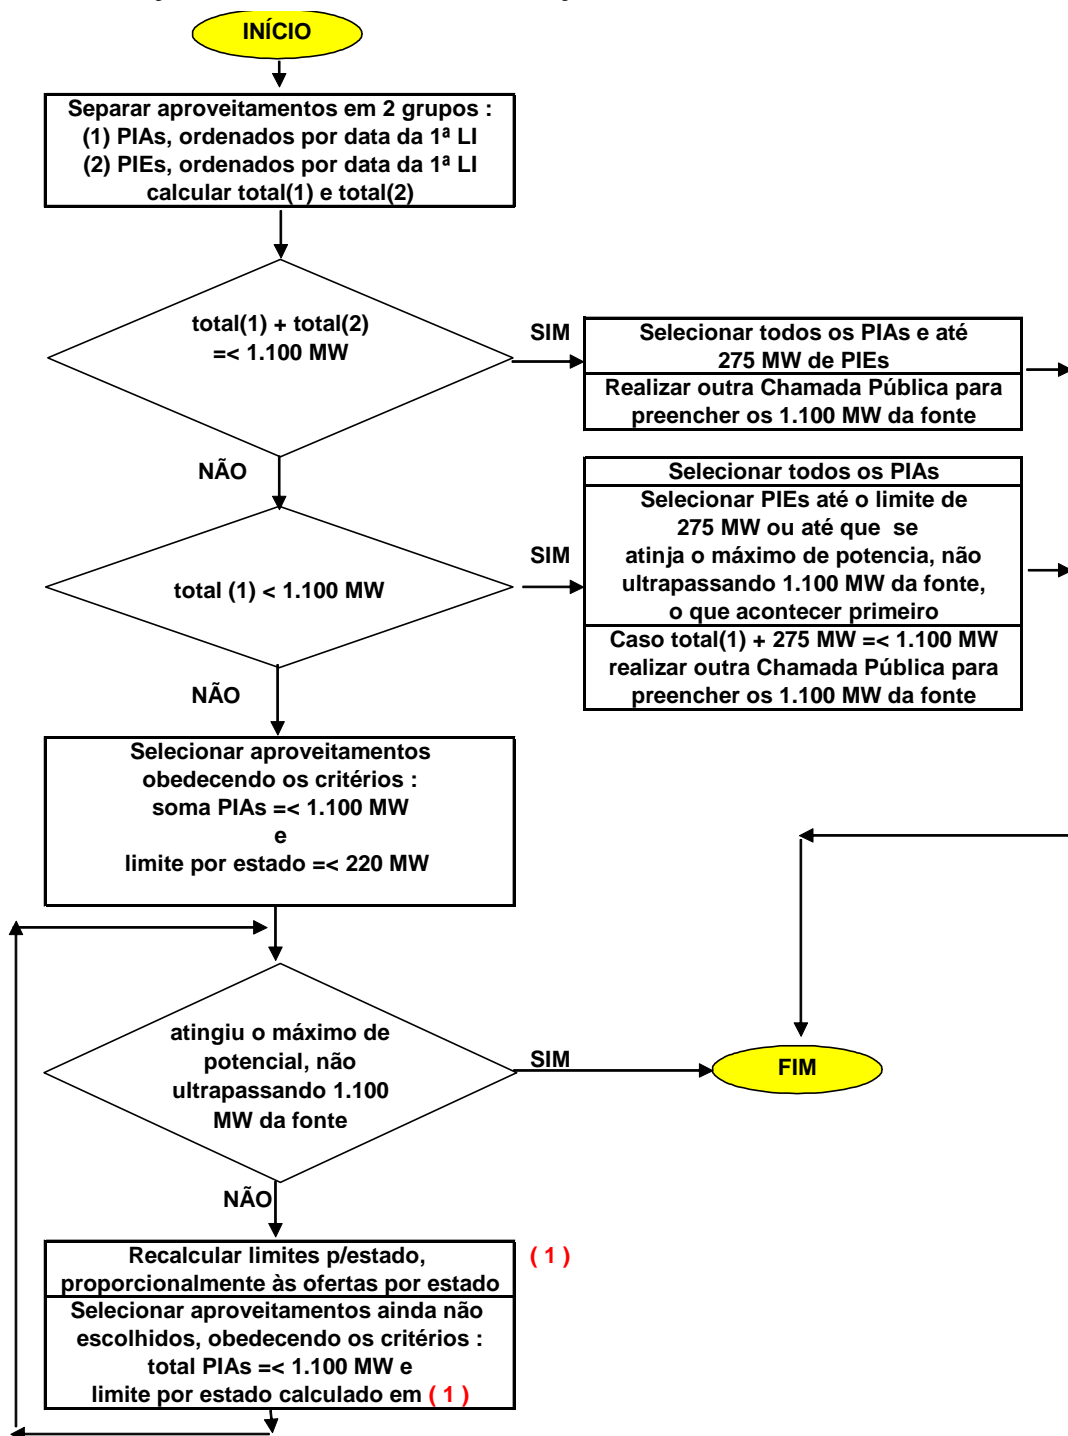 INÍCIO
Separar aproveitamentos em 2 grupos :
(1) PIAs, ordenados por data da 1ª LI
(2) PIEs, ordenados por data da 1ª LI
calcular total(1) e total(2)
total(1) + total(2)
=< 1.100 MW
SIM
Selecionar todos os PIAs e até
275 MW de PIEs
Realizar outra Chamada Pública para
preencher os 1.100 MW da fonte
NÃO
total (1) < 1.100 MW
SIM
Selecionar todos os PIAs
Selecionar PIEs até o limite de
275 MW ou até que se
atinja o máximo de potencia, não
ultrapassando 1.100 MW da fonte,
o que acontecer primeiro
Caso total(1) + 275 MW =< 1.100 MW
realizar outra Chamada Pública para
preencher os 1.100 MW da fonte
NÃO
Selecionar aproveitamentos
obedecendo os critérios :
soma PIAs =< 1.100 MW
e
limite por estado =< 220 MW
atingiu o máximo de
potencial, não
ultrapassando 1.100
MW da fonte
SIM
FIM
NÃO
Recalcular limites p/estado,
proporcionalmente às ofertas por estado
( 1 )
Selecionar aproveitamentos ainda não
escolhidos, obedecendo os critérios :
total PIAs =< 1.100 MW e
limite por estado calculado em ( 1 )